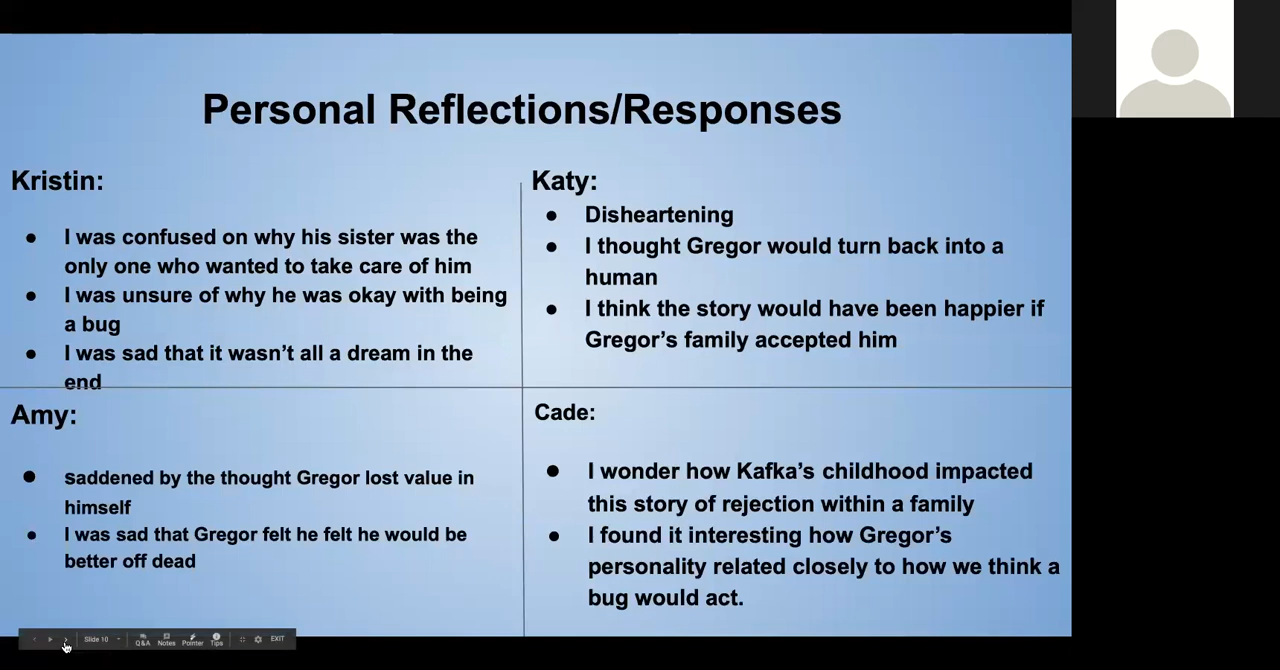 Personal Reflections/Responses
Kristin:
● I was confused on why his sister was the
only one who wanted to take care of him
● I was unsure of why he was okay with being
a bug
● I was sad that it wasn't all a dream in the
end
Katy:
● Disheartening
● I thought Gregor would turn back into a
human
● I think the story would have been happier if
Gregor's family accepted him
Amy:
● saddened by the thought Gregor lost value in
himself
● I was sad that Gregor felt he felt he would be
better off dead
Cade:
● I wonder how Kafka's childhood impacted
this story of rejection within a family
● I found it interesting how Gregor's
personality related closely to how we think a
bug would act.
Slide 10 Q&A Notes Pointer Tips EXIT